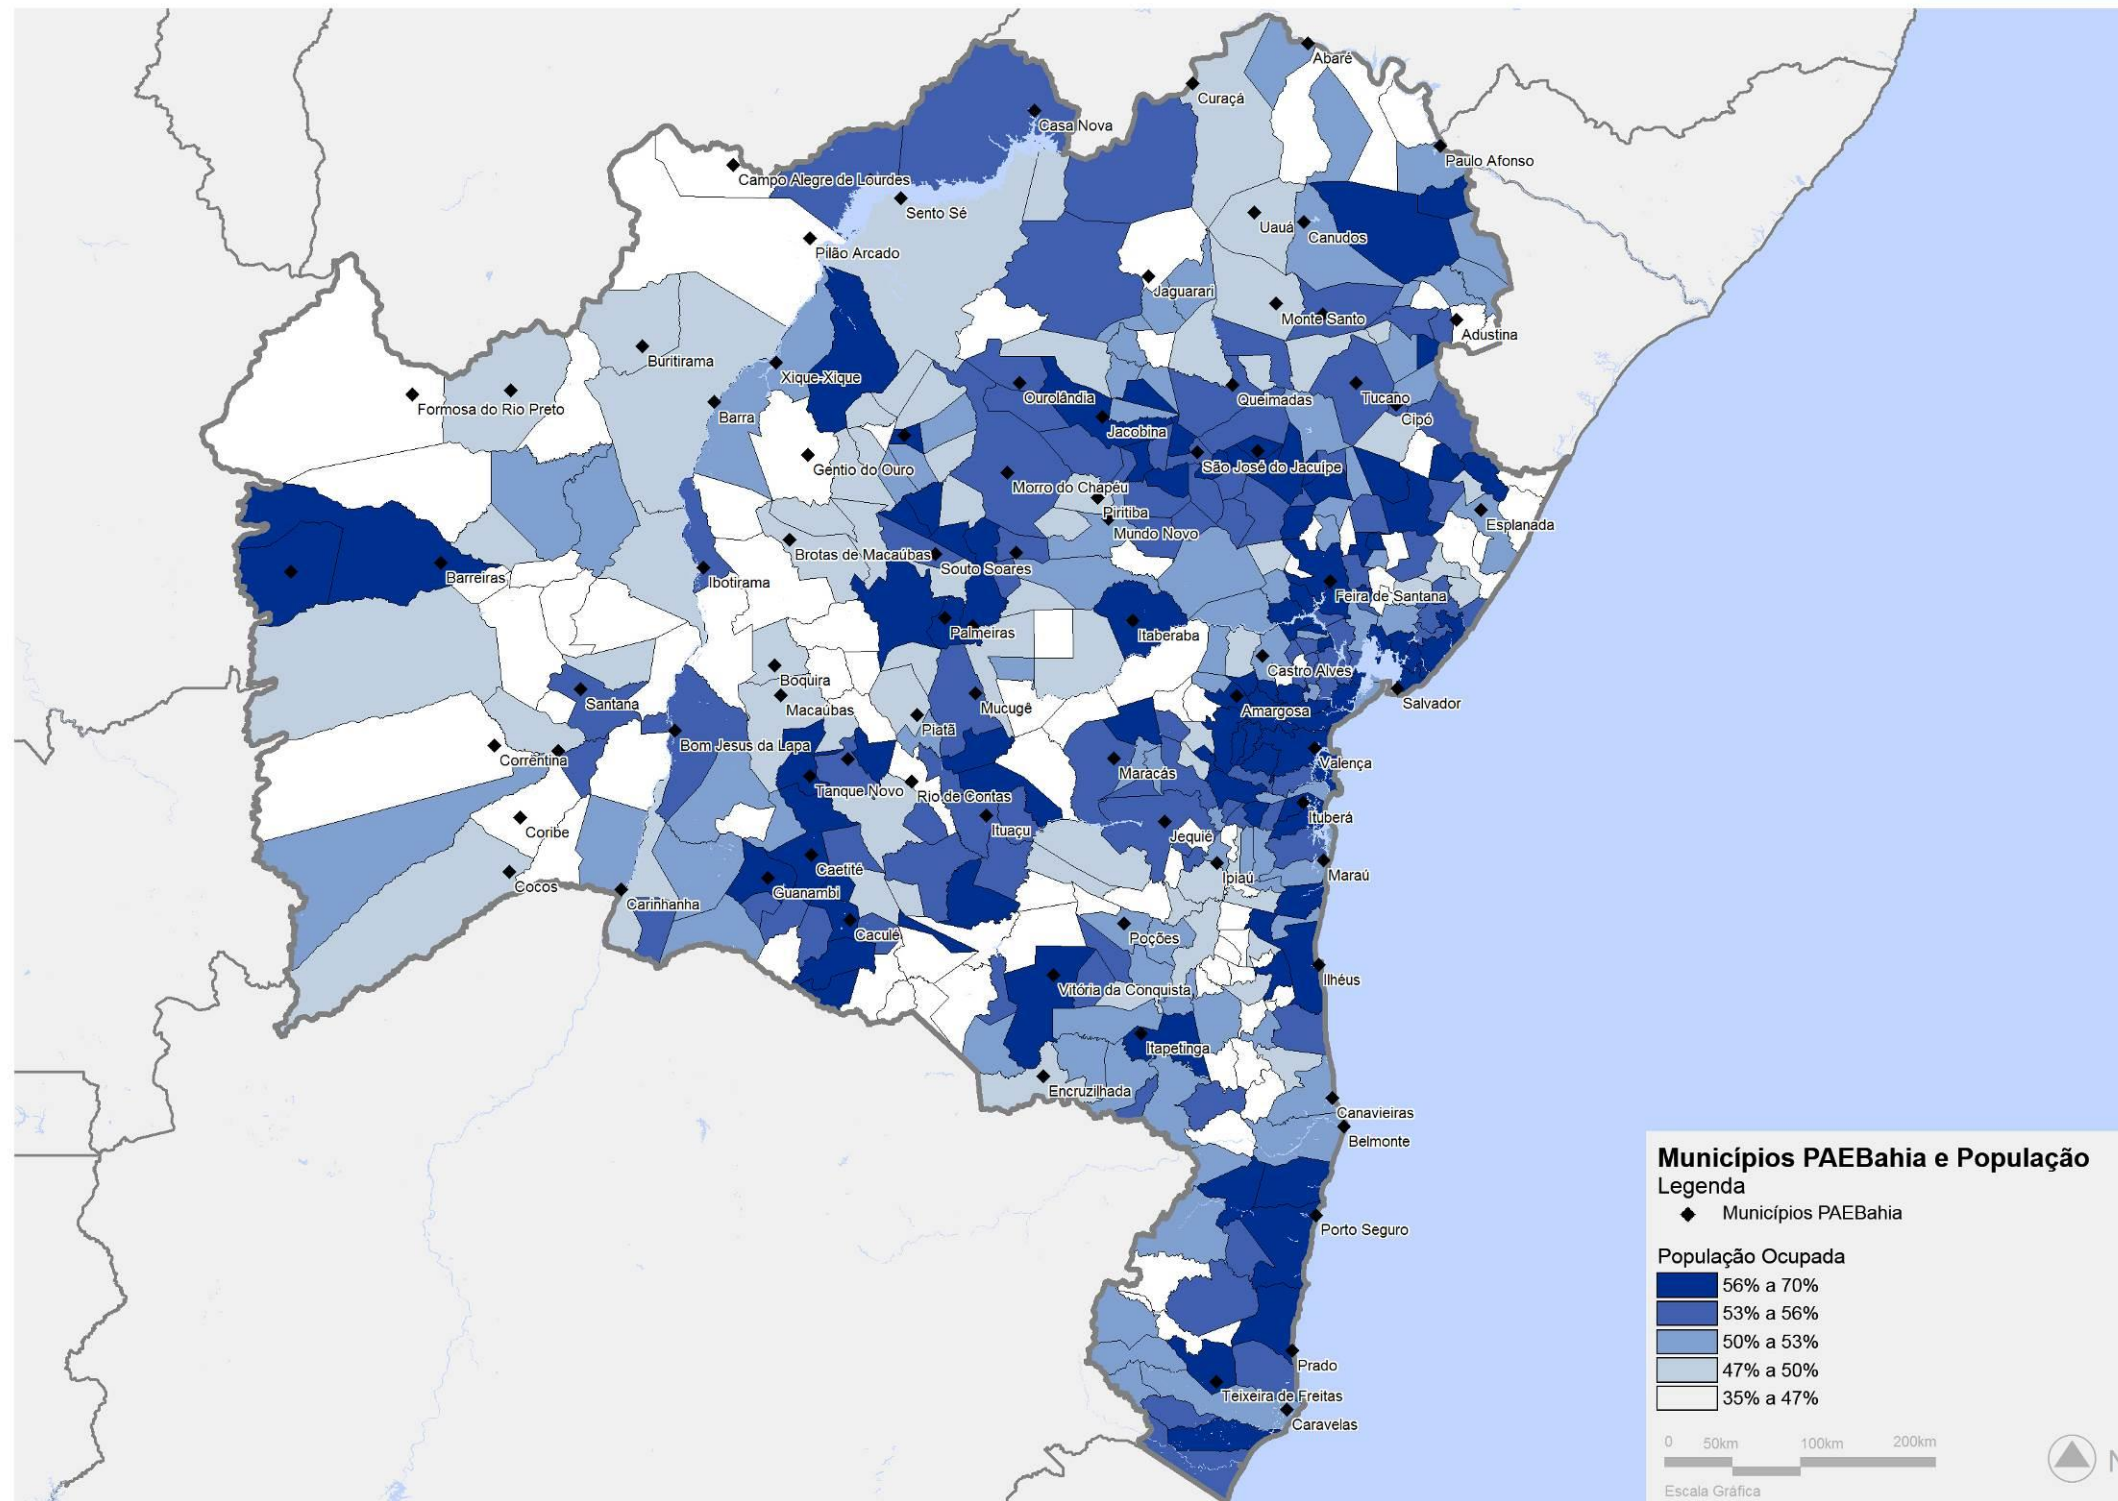 Abaré
Curaçá
Casa Nova
Paulo Afonso
Campo Alegre de Lourdes
Sento Sé
Uauá
Canudos
Pilão Arcado
Jaguarari
Monte Santo
Adustina
Buritirama
Xique-Xique
Ourolândia
Queimadas
Tucano
Formosa do Rio Preto
Barra
Cipó
Jacobina
Gentio do Ouro
São José do Jacuípe
Morro do Chapéu
Piritiba
Esplanada
Mundo Novo
Brotas de Macaúbas
Souto Soares
Barreiras
Ibotirama
Feira de Santana
Palmeiras
Itaberaba
Castro Alves
Boquira
Santana
Macaúbas
Mucugê
Amargosa
Salvador
Piatã
Bom Jesus da Lapa
Correntina
Valença
Maracás
Tanque Novo
Rio de Contas
Ituberá
Coribe
Ituaçu
Jequié
Caetité
Ipiaú
Maraú
Cocos
Guanambi
Carinhanha
Caculé
Poções
Ilhéus
Vitória da Conquista
Itapetinga
Encruzilhada
Canavieiras
Belmonte
Porto Seguro
Prado
Teixeira de Freitas
Caravelas
Municípios PAEBahia e População
Legenda
Municípios PAEBahia
População Ocupada
56% a 70%
53% a 56%
50% a 53%
47% a 50%
35% a 47%
0 50km 100km 200km
Escala Gráfica
N